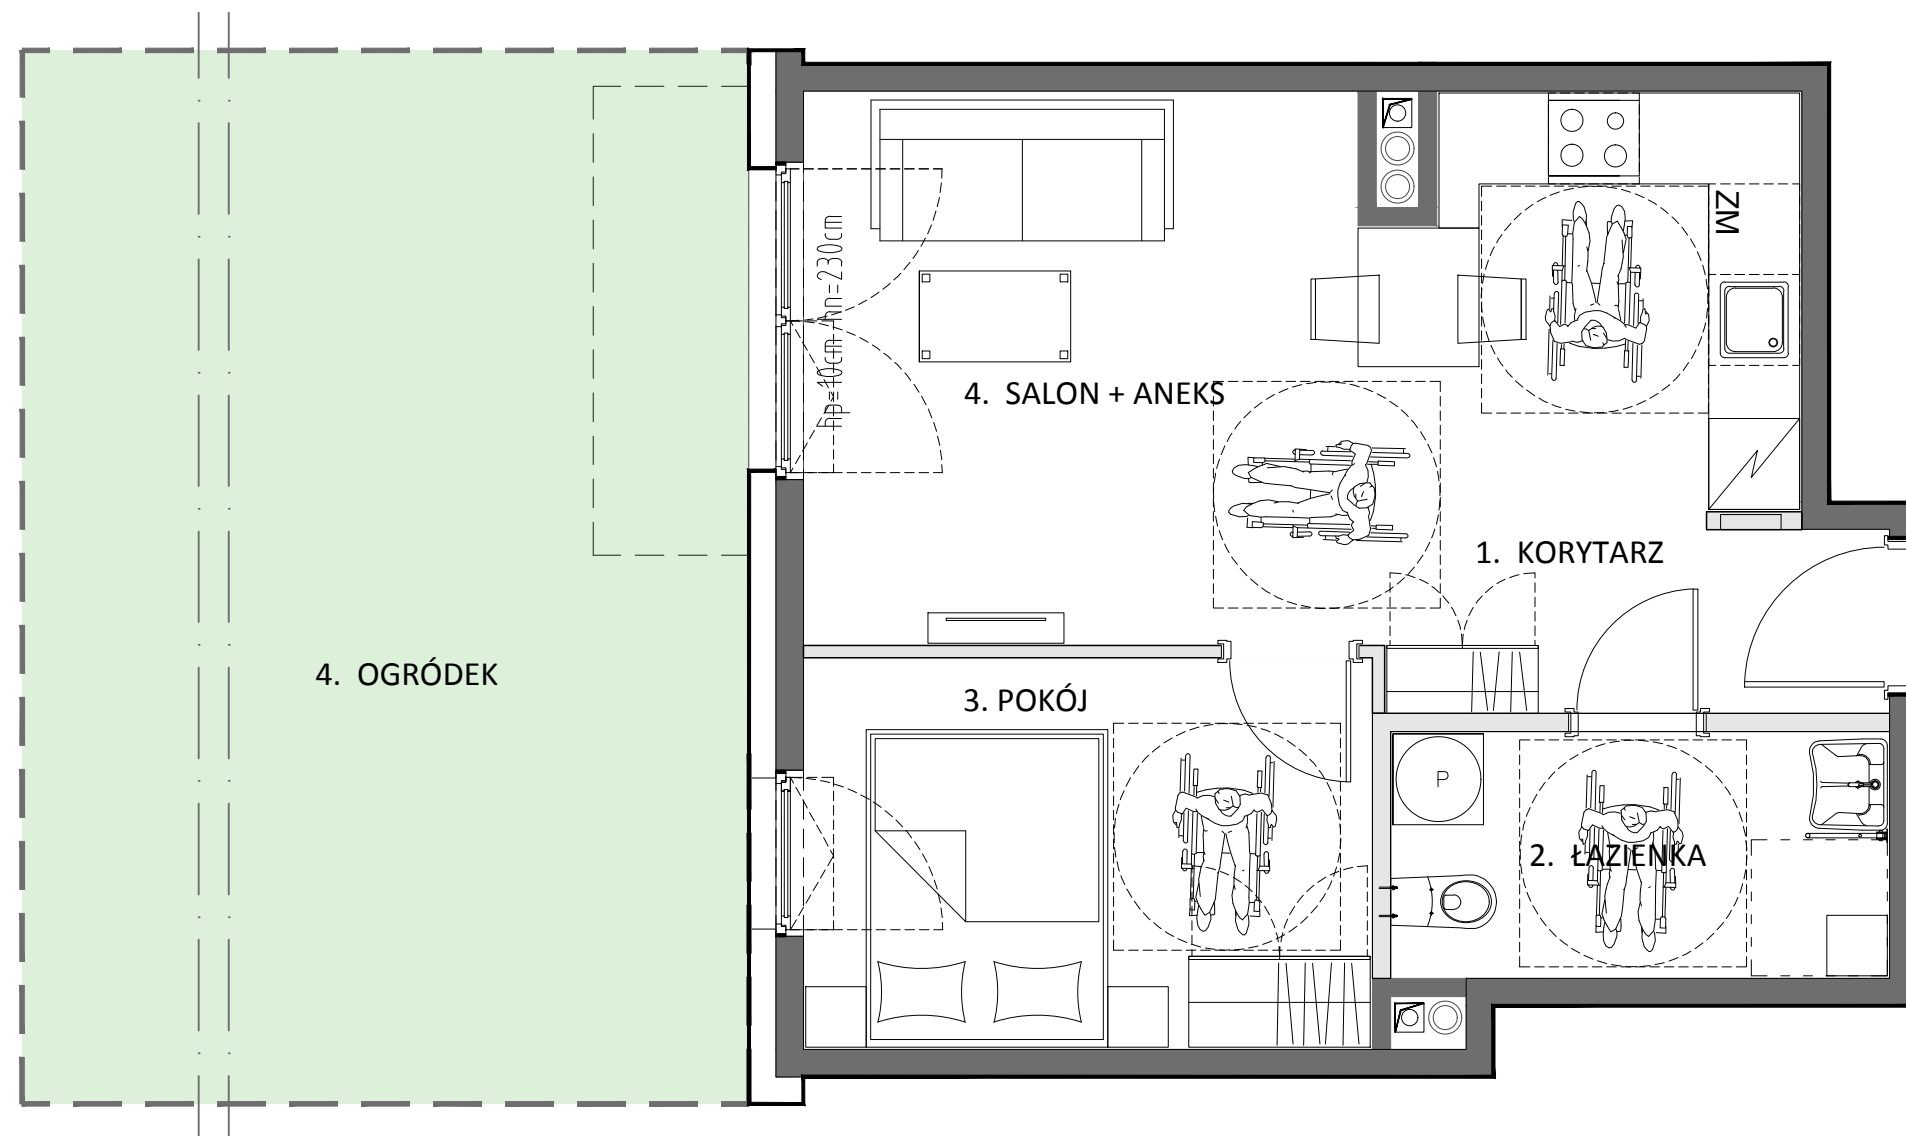 ZM
hp=10cm hn=230cm
4. SALON + ANEKS
1. KORYTARZ
4. OGRÓDEK
3. POKÓJ
P
2. ŁAZIENKA